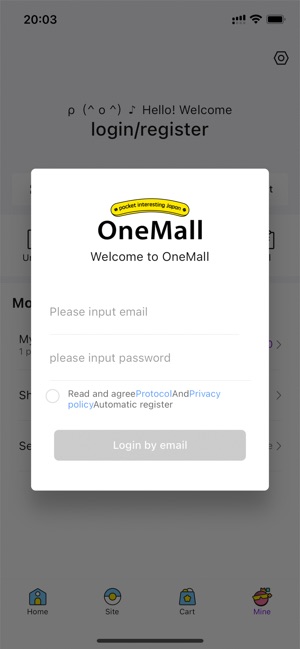 20:03
ρ (^ o ^) ♪ Hello! Welcome
login/register
pocket interesting Japan
OneMall
Welcome to OneMall
Please input email
please input password
Read and agreeProtocolAndPrivacy
policyAutomatic register
Login by email
Home
Site
Cart
Mine